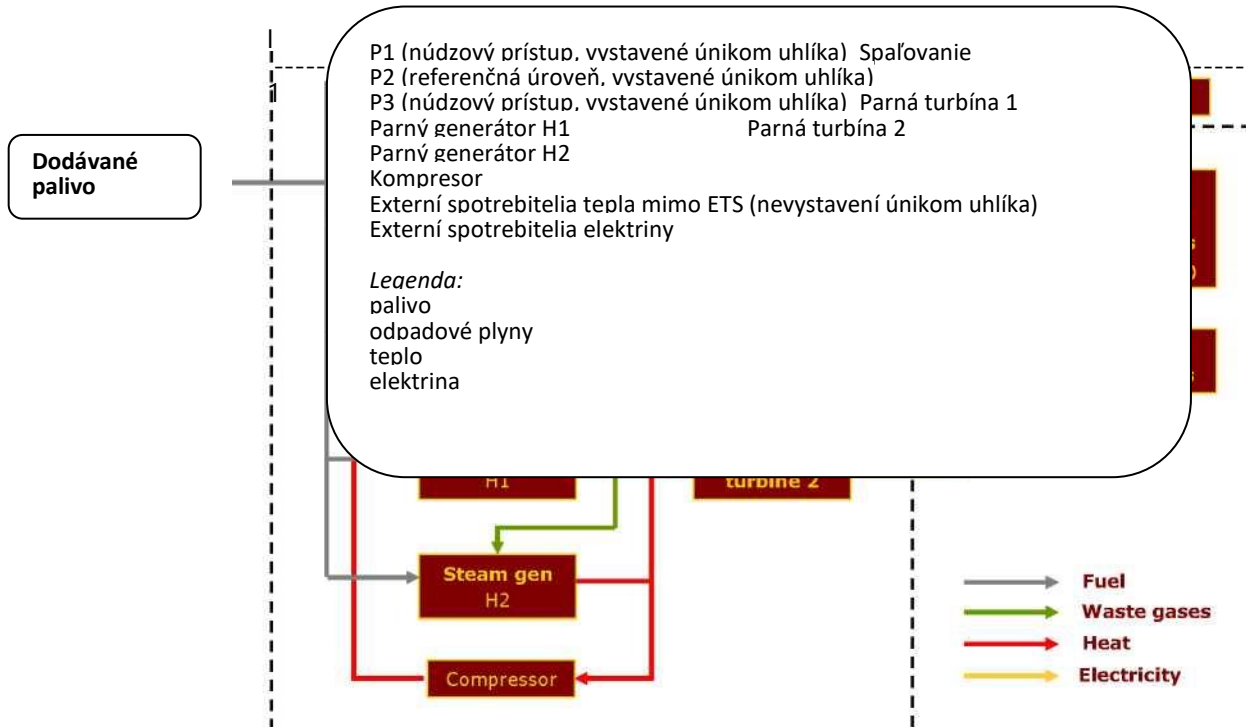 P1 (núdzový prístup, vystavené únikom uhlíka) Spaľovanie
P2 (referenčná úroveň, vystavené únikom uhlíka)
P3 (núdzový prístup, vystavené únikom uhlíka) Parná turbína 1
Parný generátor H1 Parná turbína 2
Parný generátor H2
Kompresor
Externí spotrebitelia tepla mimo ETS (nevystavení únikom uhlíka)
Externí spotrebitelia elektriny
Dodávané
palivo
Legenda:
palivo
odpadové plyny
teplo
elektrina
H1
turbine 2
Steam gen
H2
Compressor
Fuel
Waste gases
Heat
Electricity